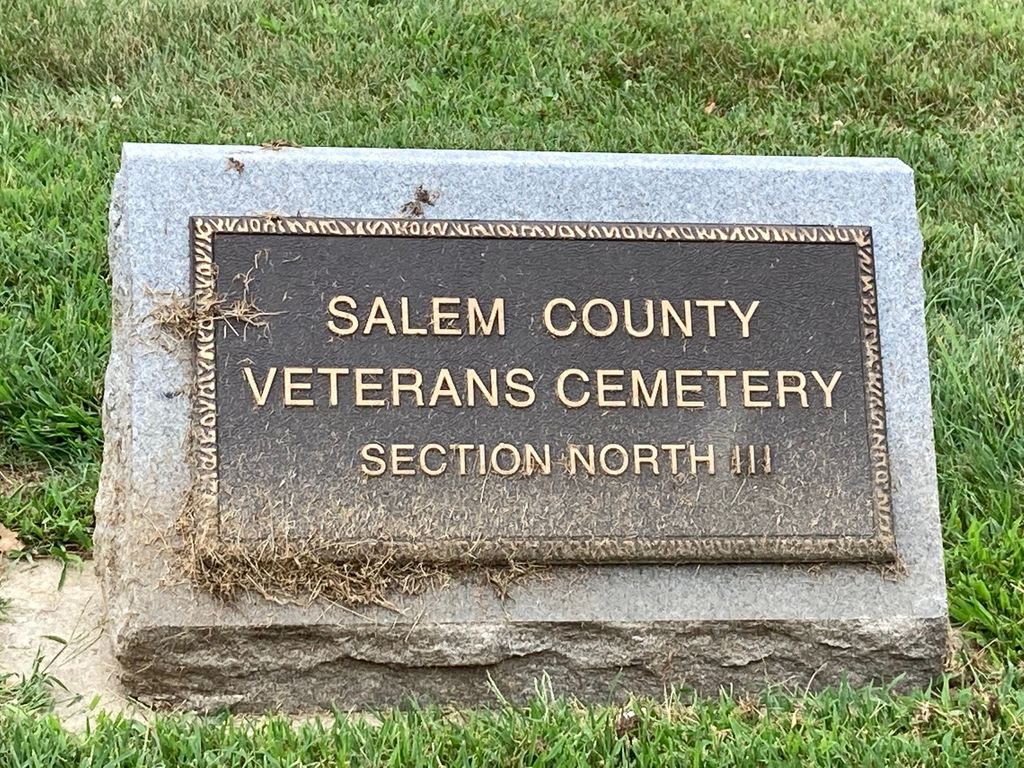 SALEM COUNTY
VETERANS CEMETERY
SECTION NORTH III